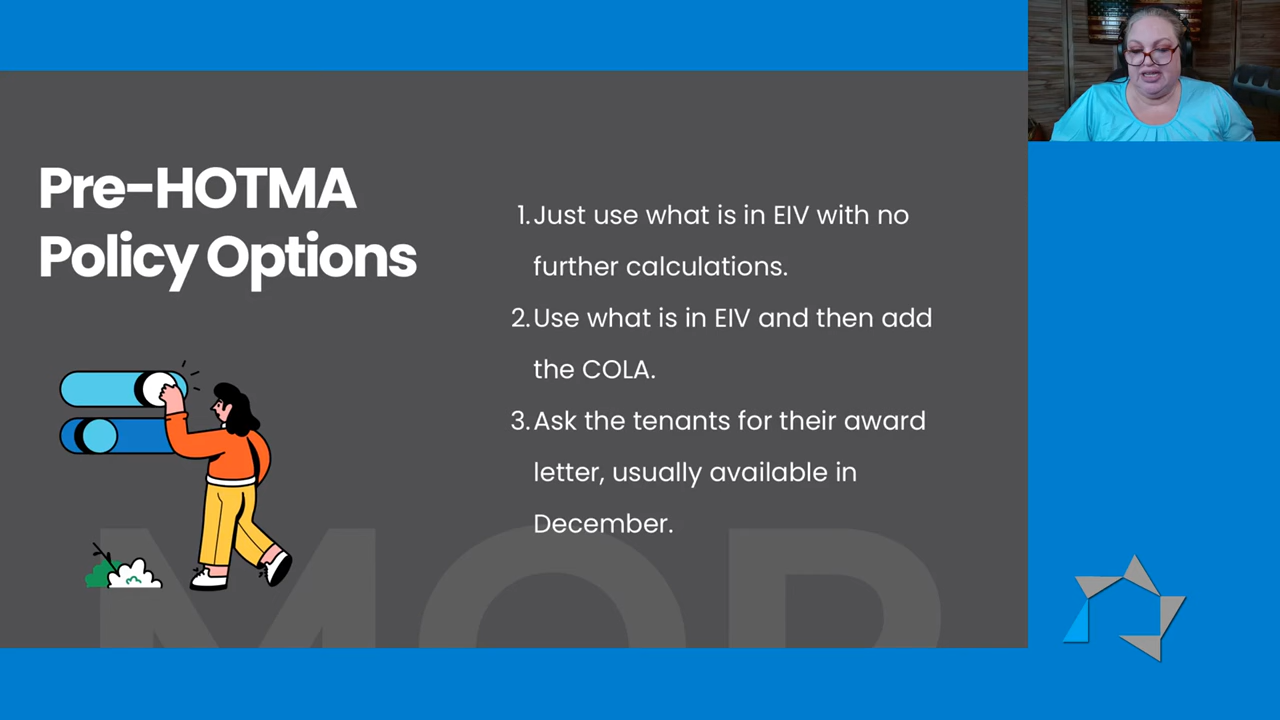 Pre-HOTMA
Policy Options
1. Just use what is in EIV with no
further calculations.
2. Use what is in EIV and then add
the COLA.
3. Ask the tenants for their award
letter, usually available in
December.
MOR